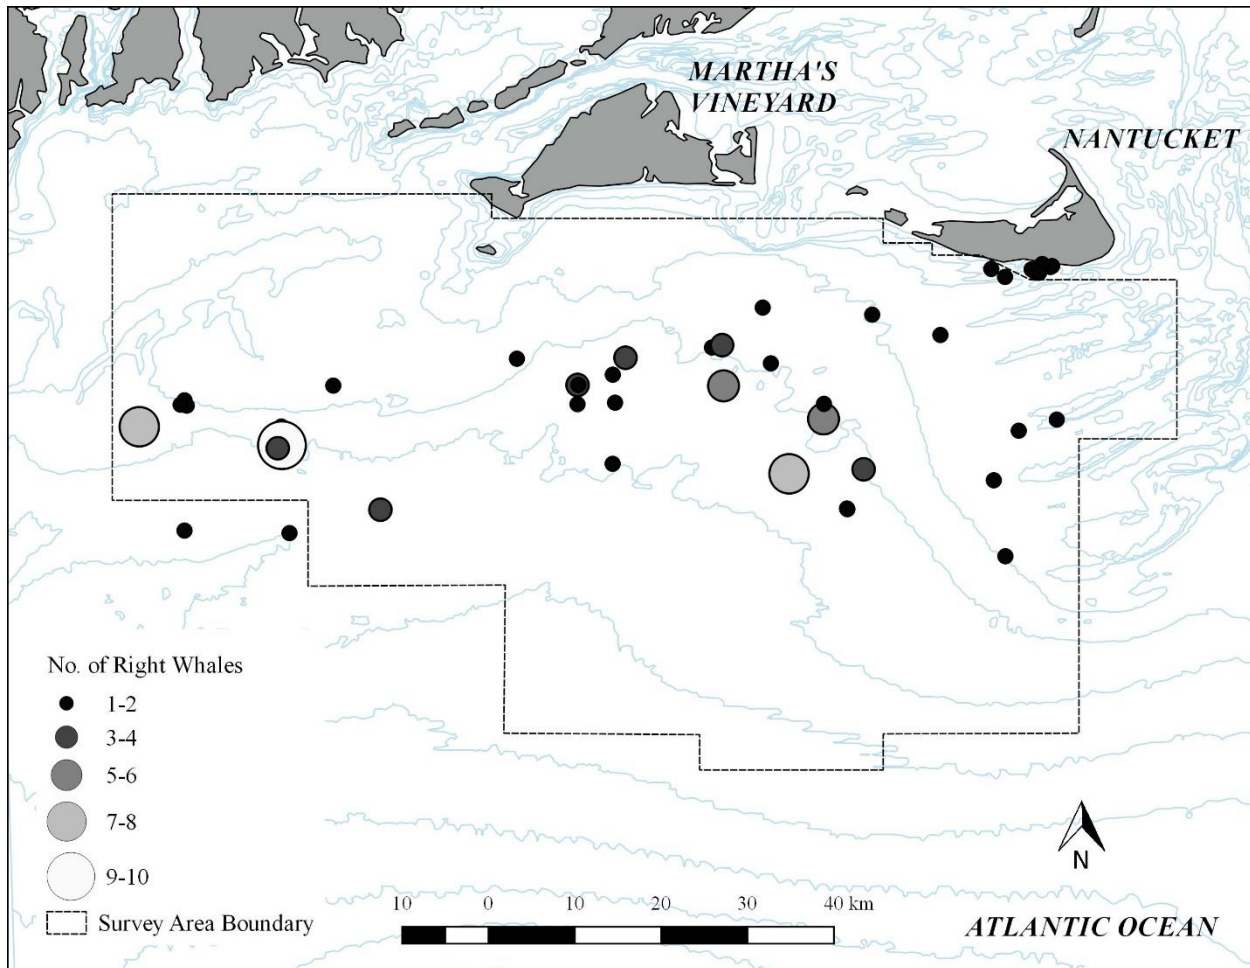 MARTHA'S
VINEYARD
NANTUCKET
No. of Right Whales
1-2
3-4
5-6
7-8
9-10
Survey Area Boundary
10 0 10 20 30 40 km
N
ATLANTIC OCEAN